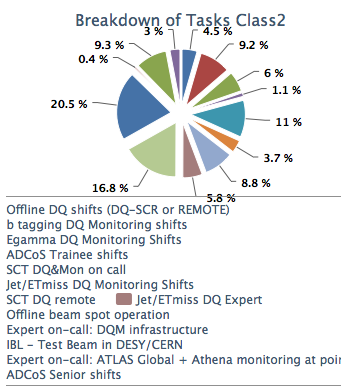 Breakdown of Tasks Class2
3 %
4.5 %
9.3 %
9.2 %
0.4 %
6 %
1.1 %
20.5 %
11 %
3.7 %
8.8 %
16.8 %
5.8 %
Offline DQ shifts (DQ-SCR or REMOTE)
b tagging DQ Monitoring shifts
Egamma DQ Monitoring Shifts
ADCoS Trainee shifts
SCT DQ&Mon on call
Jet/ETmiss DQ Monitoring Shifts
SCT DQ remote Jet/ETmiss DQ Expert
Offline beam spot operation
Expert on-call: DQM infrastructure
IBL - Test Beam in DESY/CERN
Expert on-call: ATLAS Global + Athena monitoring at poi
ADCoS Senior shifts